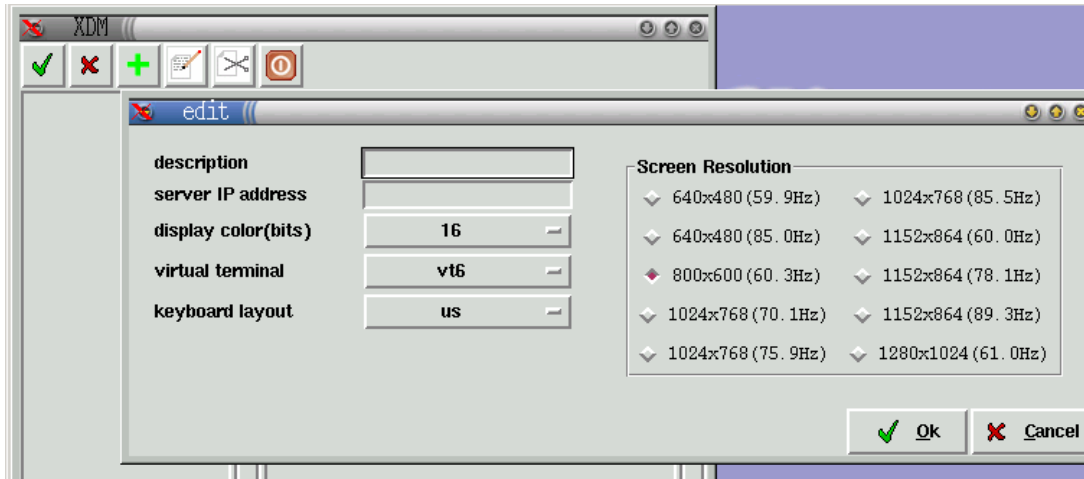 XDM
edit
description
server IP address
display color(bits) 16
virtual terminal vt6
keyboard layout us
Screen Resolution
640x480(59.9Hz) 1024x768(85.5Hz)
640x480(85.0Hz) 1152x864(60.0Hz)
800x600(60.3Hz) 1152x864(78.1Hz)
1024x768(70.1Hz) 1152x864(89.3Hz)
1024x768(75.9Hz) 1280x1024(61.0Hz)
Ok Cancel